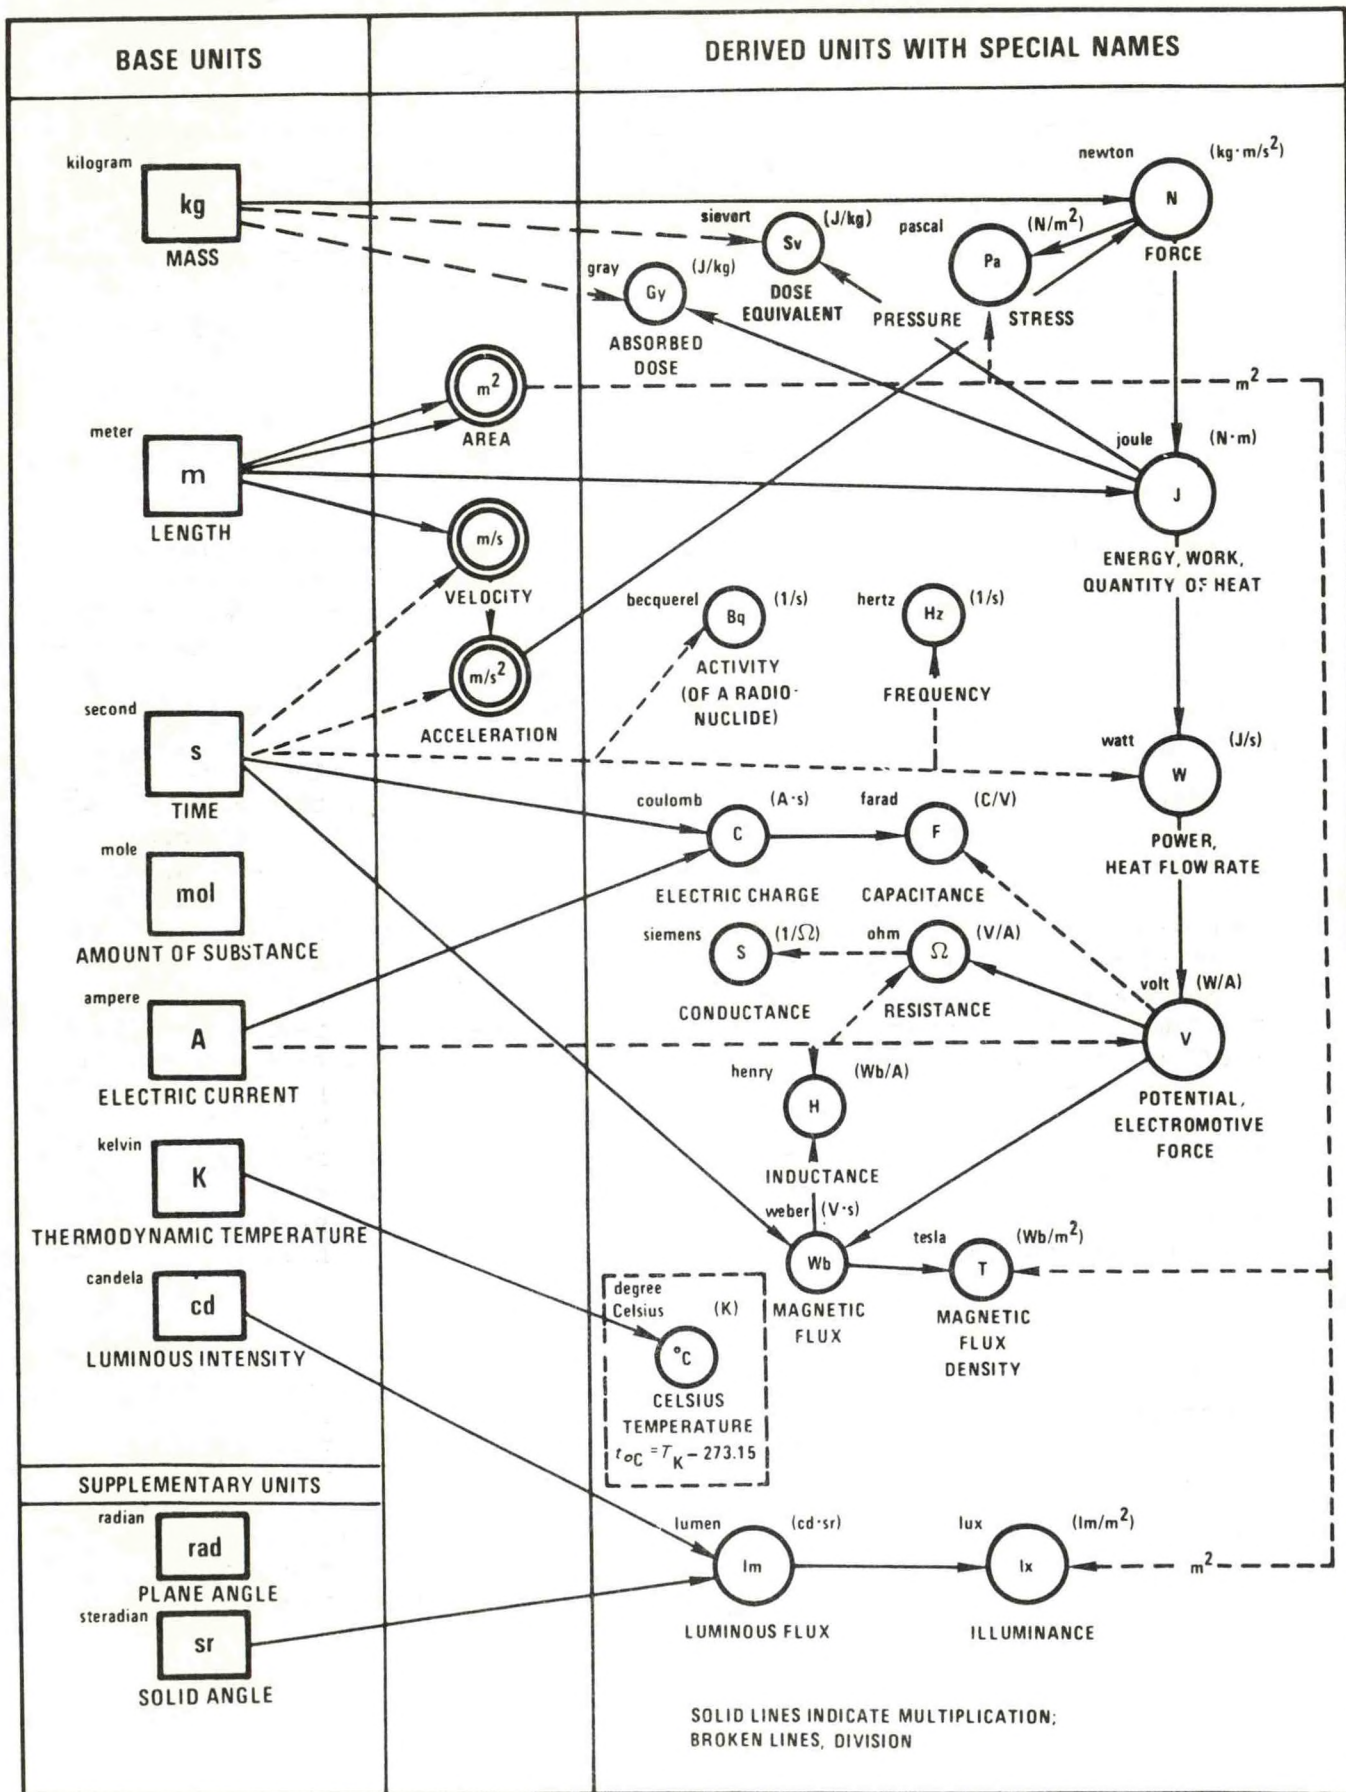 BASE UNITS
DERIVED UNITS WITH SPECIAL NAMES
kilogram
kg
MASS
newton
(kg·m/s²)
N
FORCE
sievert
(J/kg)
Sv
DOSE
EQUIVALENT
pascal
(N/m²)
Pa
PRESSURE
STRESS
gray
(J/kg)
Gy
ABSORBED
DOSE
m²
AREA
m²
meter
m
LENGTH
joule
(N·m)
J
ENERGY, WORK,
QUANTITY OF HEAT
m/s
VELOCITY
m/s²
ACCELERATION
becquerel
(1/s)
Bq
ACTIVITY
(OF A RADIO-
NUCLIDE)
hertz
(1/s)
Hz
FREQUENCY
second
s
TIME
watt
(J/s)
W
POWER,
HEAT FLOW RATE
coulomb
(A·s)
C
ELECTRIC CHARGE
farad
(C/V)
F
CAPACITANCE
mole
mol
AMOUNT OF SUBSTANCE
siemens
(1/Ω)
S
CONDUCTANCE
ohm
(V/A)
Ω
RESISTANCE
volt
(W/A)
V
POTENTIAL,
ELECTROMOTIVE
FORCE
ampere
A
ELECTRIC CURRENT
henry
(Wb/A)
H
INDUCTANCE
kelvin
K
THERMODYNAMIC TEMPERATURE
weber
(V·s)
Wb
MAGNETIC
FLUX
tesla
(Wb/m²)
T
MAGNETIC
FLUX
DENSITY
candela
cd
LUMINOUS INTENSITY
degree
Celsius
(K)
°C
CELSIUS
TEMPERATURE
t°C = TK − 273.15
SUPPLEMENTARY UNITS
radian
rad
PLANE ANGLE
steradian
sr
SOLID ANGLE
lumen
(cd·sr)
lm
LUMINOUS FLUX
lux
(lm/m²)
lx
ILLUMINANCE
m²
SOLID LINES INDICATE MULTIPLICATION;
BROKEN LINES, DIVISION